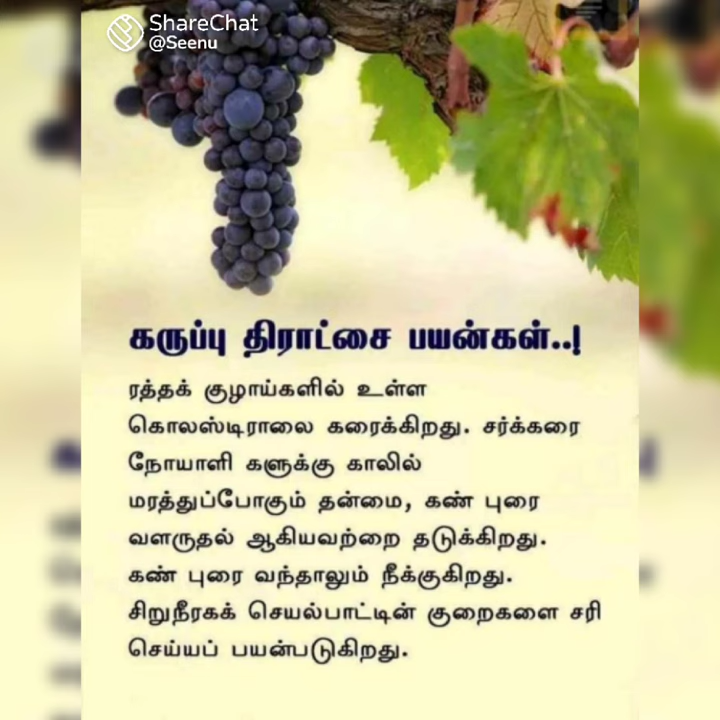 ShareChat
@Seenu
கருப்பு திராட்சை பயன்கள்..!
ரத்தக் குழாய்களில் உள்ள
கொலஸ்டிராலை கரைக்கிறது. சர்க்கரை
நோயாளி களுக்கு காலில்
மரத்துப்போகும் தன்மை, கண் புரை
வளருதல் ஆகியவற்றை தடுக்கிறது.
கண் புரை வந்தாலும் நீக்குகிறது.
சிறுநீரகக் செயல்பாட்டின் குறைகளை சரி
செய்யப் பயன்படுகிறது.